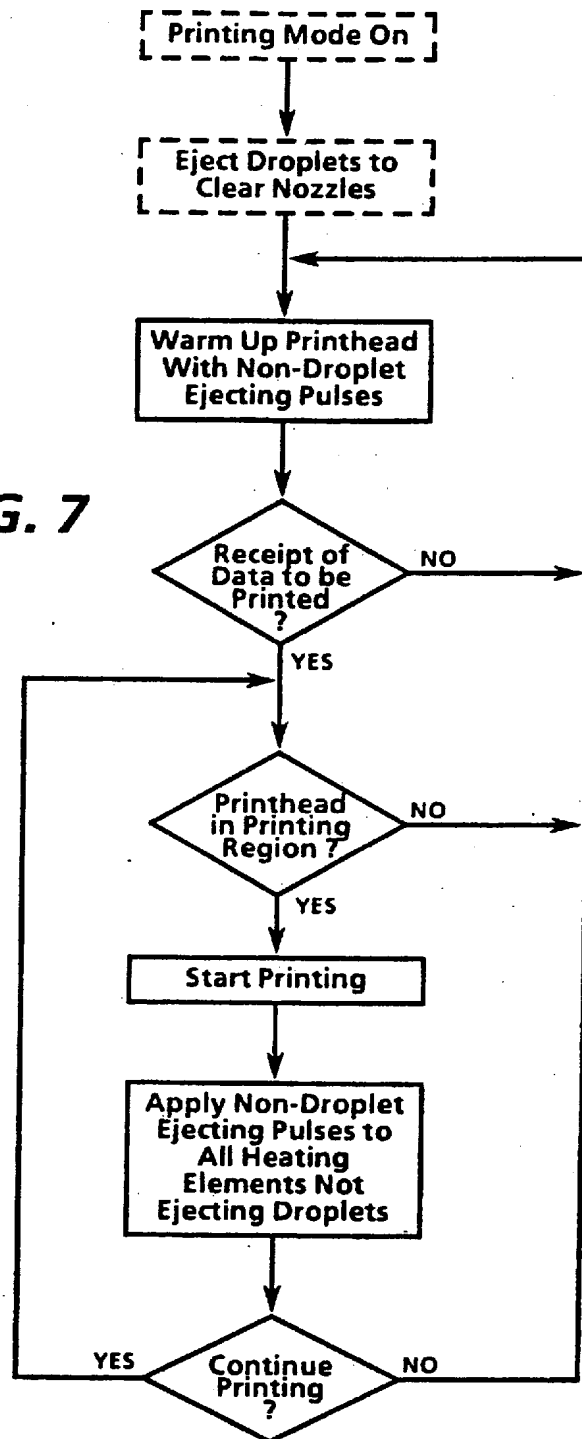 Printing Mode On
Eject Droplets to
Clear Nozzles
Warm Up Printhead
With Non-Droplet
Ejecting Pulses
G. 7
Receipt of
Data to be
Printed
?
NO
YES
Printhead
in Printing
Region ?
NO
YES
Start Printing
Apply Non-Droplet
Ejecting Pulses to
All Heating
Elements Not
Ejecting Droplets
YES
Continue
Printing
?
NO